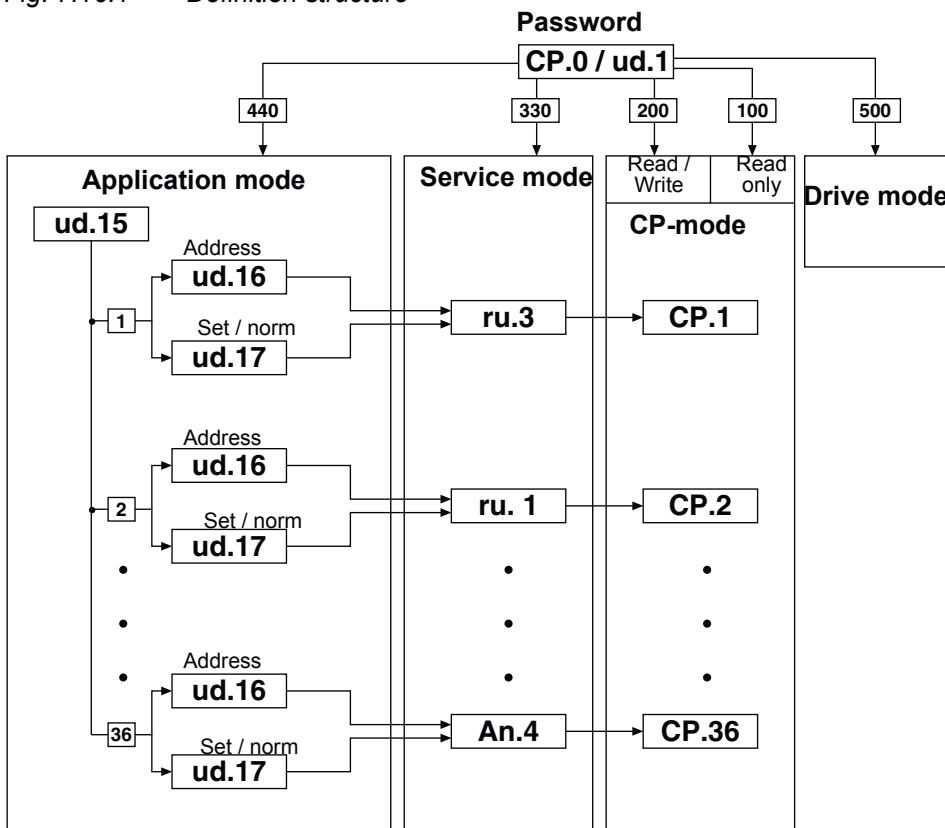 Definition structure
Password
CP.0 / ud.1
440
330
200
100
500
Application mode
Service mode
Read / Write
Read only
CP-mode
Drive mode
ud.15
Address
ud.16
1
Set / norm
ud.17
ru.3
CP.1
Address
ud.16
2
Set / norm
ud.17
ru. 1
CP.2
Address
ud.16
36
Set / norm
ud.17
An.4
CP.36